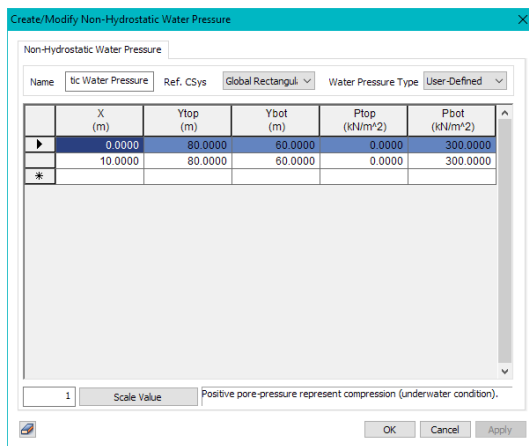 Create/Modify Non-Hydrostatic Water Pressure
Non-Hydrostatic Water Pressure
Name tic Water Pressure Ref. CSys Global Rectangul Water Pressure Type User-Defined
X Ytop Ybot Ptop Pbot
(m) (m) (m) (kN/m^2) (kN/m^2)
0.0000 80.0000 60.0000 0.0000 300.0000
10.0000 80.0000 60.0000 0.0000 300.0000
*
1 Scale Value Positive pore-pressure represent compression (underwater condition).
OK Cancel Apply